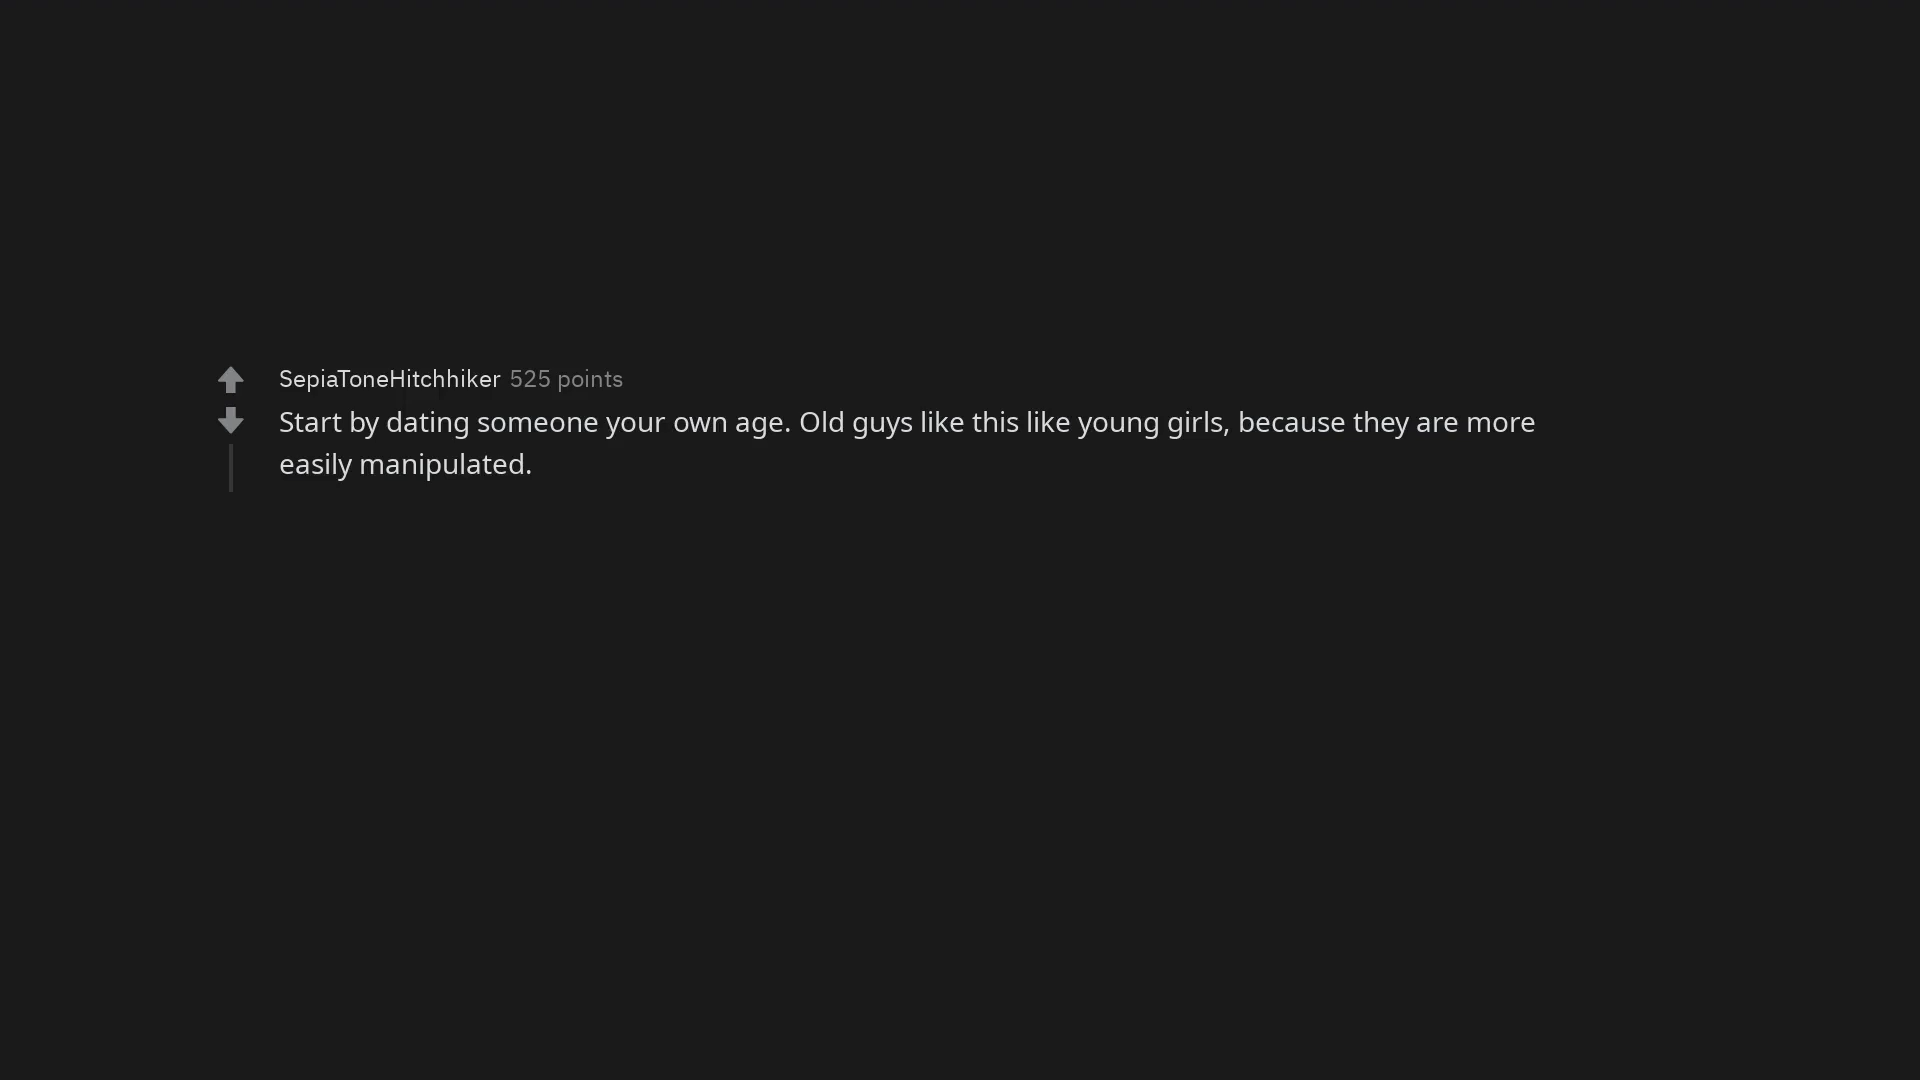 SepiaToneHitchhiker 525 points
Start by dating someone your own age. Old guys like this like young girls, because they are more
easily manipulated.